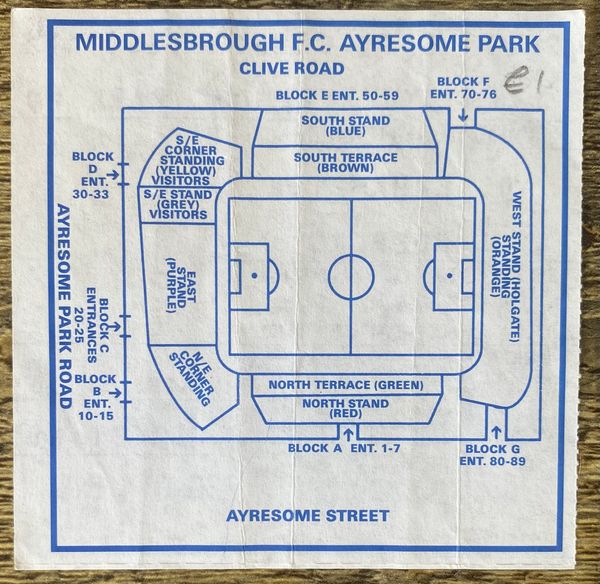 MIDDLESBROUGH F.C. AYRESOME PARK
CLIVE ROAD
BLOCK E ENT. 50-59
BLOCK F
ENT. 70-76
£1
SOUTH STAND
(BLUE)
SOUTH TERRACE
(BROWN)
S/E
CORNER
STANDING
(YELLOW)
VISITORS
S/E STAND
(GREY)
VISITORS
BLOCK
D
ENT.
30-33
EAST
STAND
(PURPLE)
WEST STAND (HOLGATE)
STANDING
(ORANGE)
AYRESOME PARK ROAD
BLOCK C
ENTRANCES
20-25
BLOCK
B
ENT.
10-15
N/E
CORNER
STANDING
NORTH TERRACE (GREEN)
NORTH STAND
(RED)
BLOCK A ENT. 1-7
BLOCK G
ENT. 80-89
AYRESOME STREET